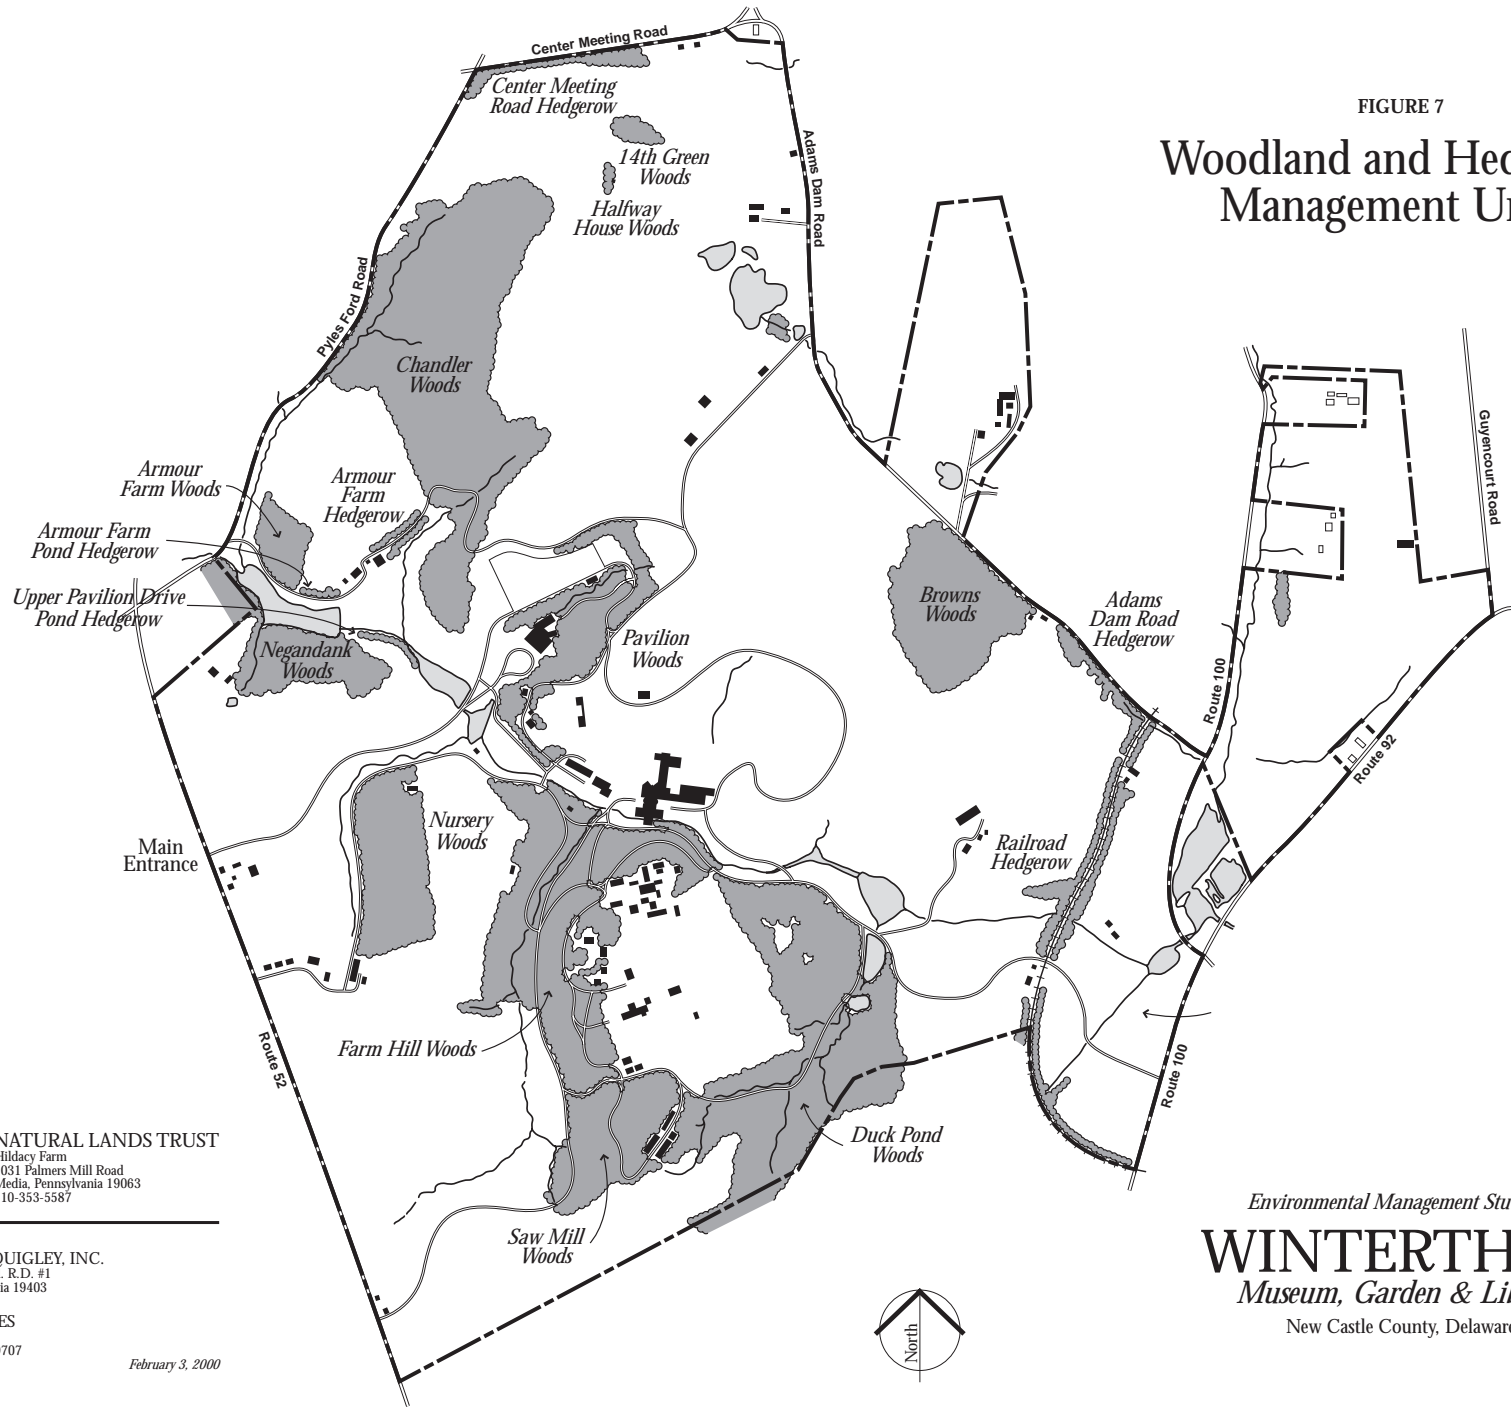 FIGURE 7
Woodland and Hed
Management Un
Center Meeting Road
Center Meeting
Road Hedgerow
14th Green
Woods
Halfway
House Woods
Adams Dam Road
Pyles Ford Road
Chandler
Woods
Guyencourt Road
Armour
Farm Woods
Armour
Farm
Hedgerow
Armour Farm
Pond Hedgerow
Upper Pavilion Drive
Pond Hedgerow
Negandank
Woods
Pavilion
Woods
Browns
Woods
Adams
Dam Road
Hedgerow
Route 100
Route 92
Main
Entrance
Nursery
Woods
Railroad
Hedgerow
Farm Hill Woods
Route 52
Route 100
Duck Pond
Woods
Saw Mill
Woods
NATURAL LANDS TRUST
Hildacy Farm
031 Palmers Mill Road
Media, Pennsylvania 19063
10-353-5587
QUIGLEY, INC.
. R.D. #1
ia 19403
ES
707
February 3, 2000
North
Environmental Management Stu
WINTERTH
Museum, Garden & Lib
New Castle County, Delaware